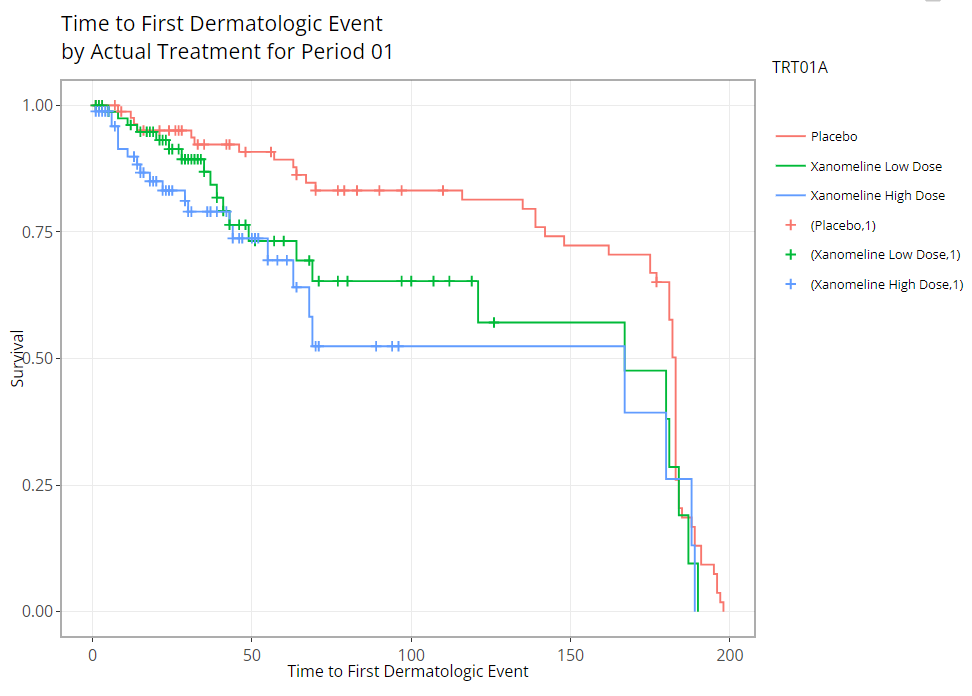 Time to First Dermatologic Event
by Actual Treatment for Period 01
TRT01A
Placebo
Xanomeline Low Dose
Xanomeline High Dose
(Placebo,1)
(Xanomeline Low Dose,1)
(Xanomeline High Dose,1)
Survival
1.00
0.75
0.50
0.25
0.00
0 50 100 150 200
Time to First Dermatologic Event